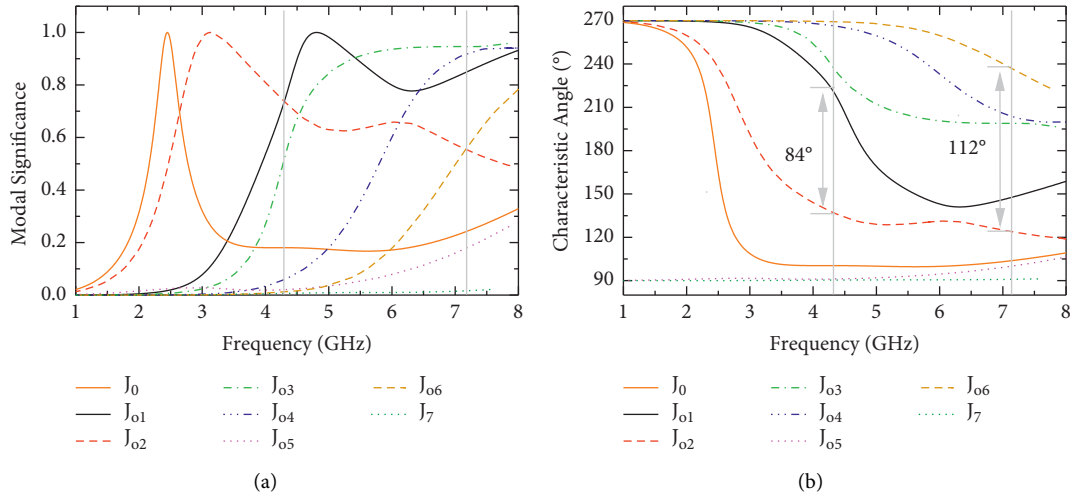 1.0
0.8
0.6
0.4
0.2
0.0
Modal Significance
1 2 3 4 5 6 7 8
Frequency (GHz)
J0
Jo1
Jo2
Jo3
Jo4
Jo5
Jo6
J7
(a)
270
240
210
180
150
120
90
Characteristic Angle (°)
84°
112°
1 2 3 4 5 6 7 8
Frequency (GHz)
J0
Jo1
Jo2
Jo3
Jo4
Jo5
Jo6
J7
(b)